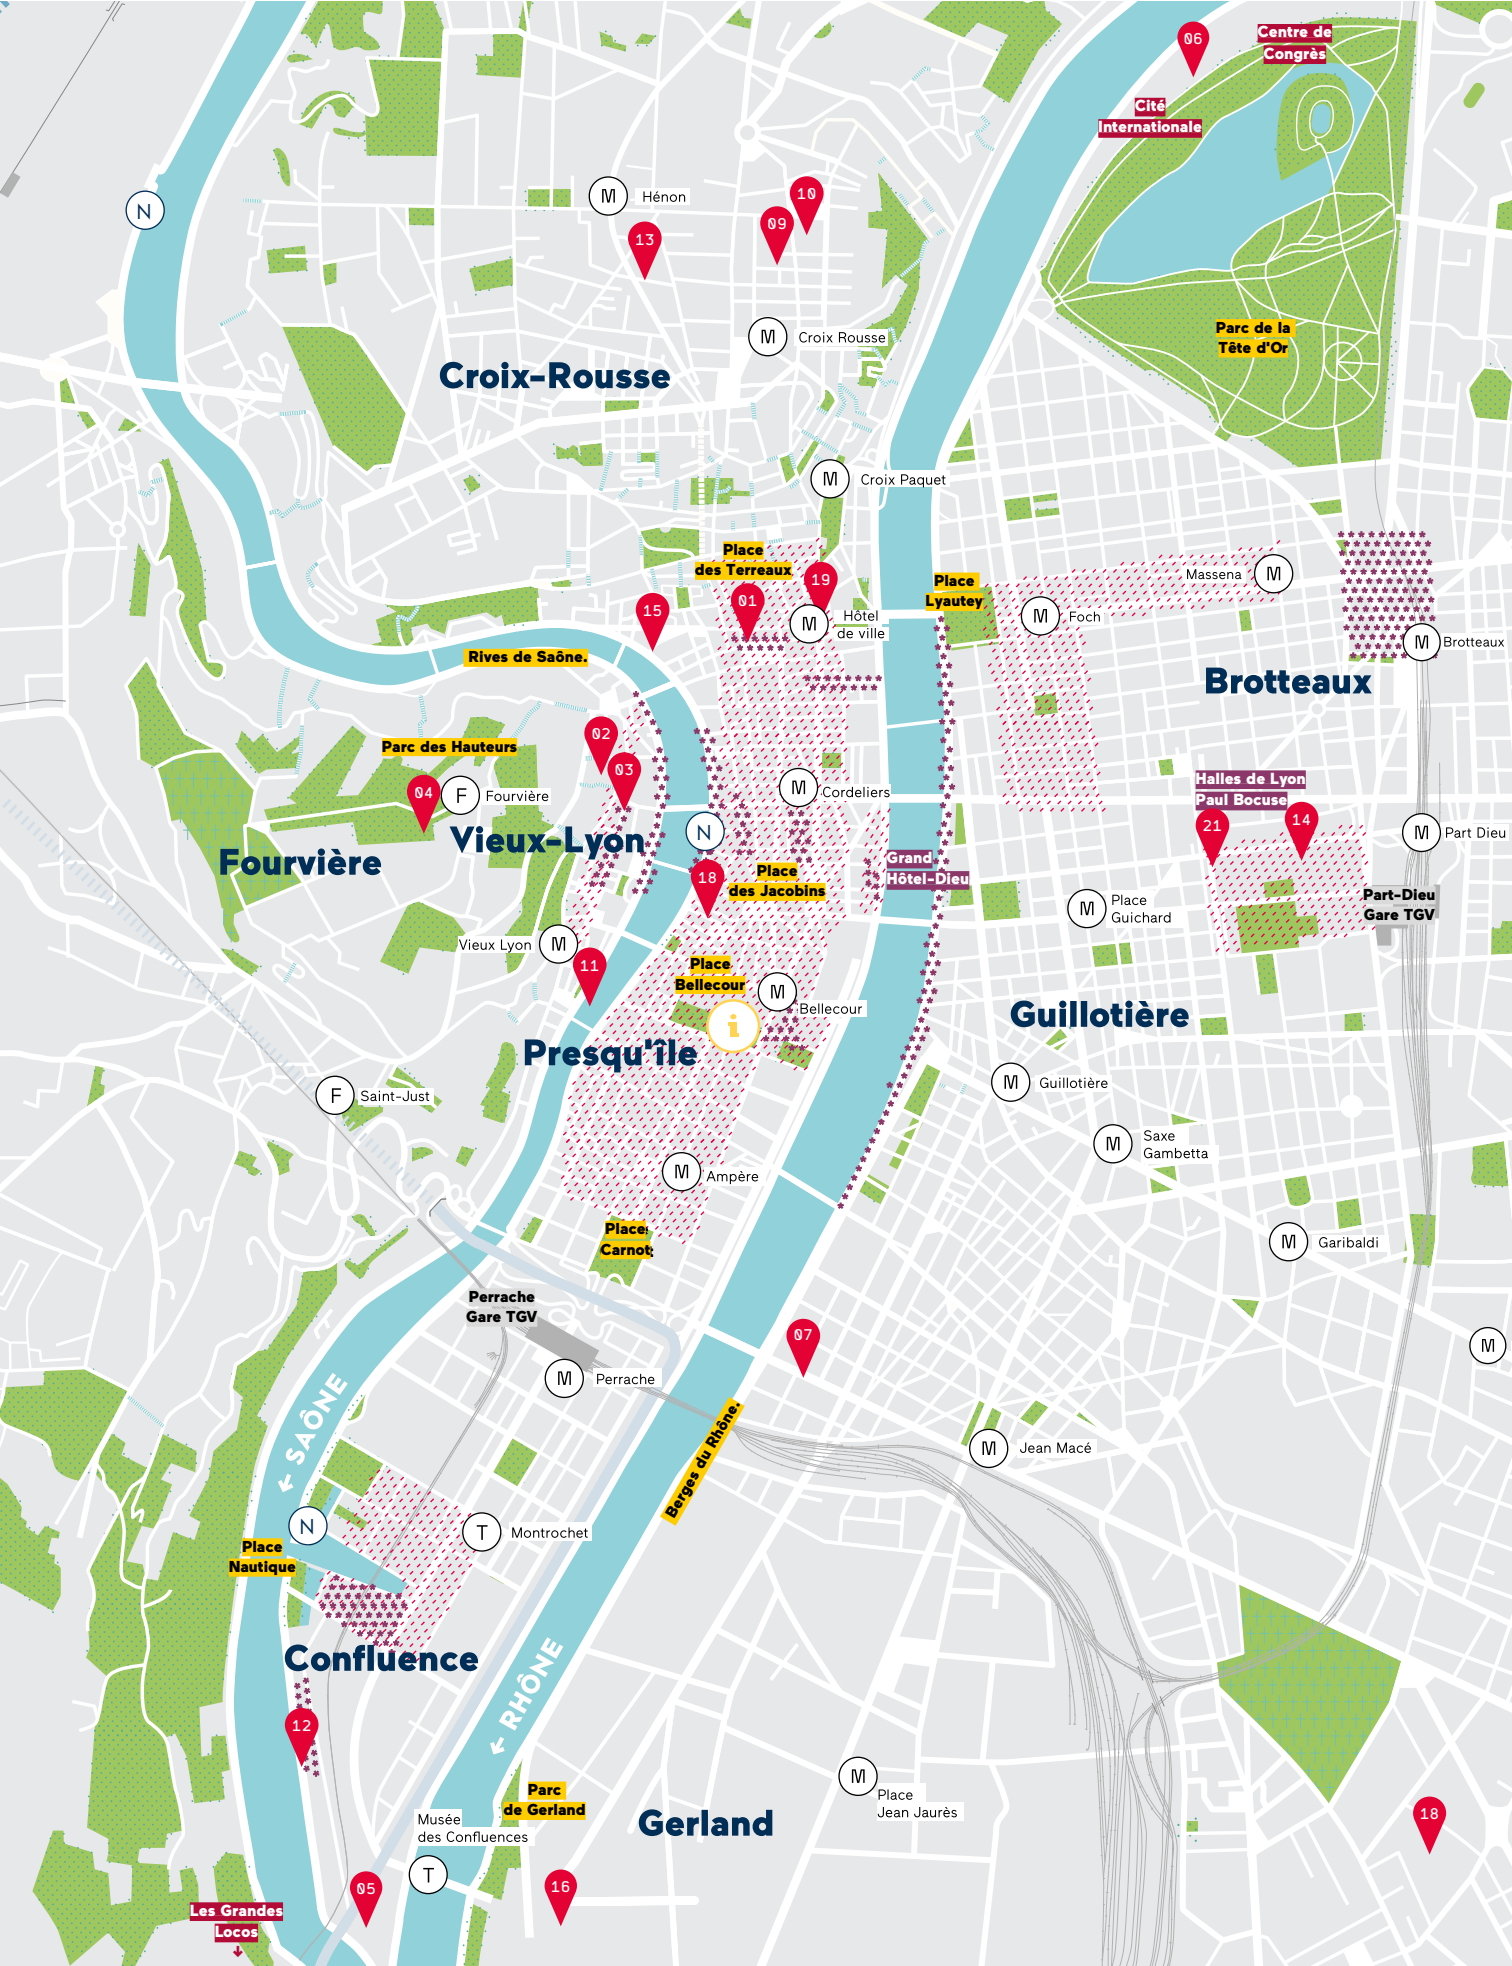 06
Centre de
Congrès
Cité
Internationale
N
M
Hénon
10
09
13
M
Croix Rousse
Parc de la
Tête d'Or
Croix-Rousse
M
Croix Paquet
Place
des Terreaux
19
01
15
M
Hôtel
de ville
Place
Lyautey
Massena
M
M
Foch
M
Brotteaux
Rives de Saône.
Brotteaux
02
03
Parc des Hauteurs
04
F
Fourvière
M
Cordeliers
Halles de Lyon
Paul Bocuse
21
14
M
Part Dieu
Vieux-Lyon
N
Fourvière
18
Place
des Jacobins
Grand
Hôtel-Dieu
Part-Dieu
Gare TGV
M
Place
Guichard
Vieux Lyon
M
11
Place
Bellecour
M
Bellecour
i
Guillotière
Presqu'île
F
Saint-Just
M
Guillotière
M
Saxe
Gambetta
M
Ampère
Place
Carnot
M
Garibaldi
Perrache
Gare TGV
07
M
M
Perrache
← SAÔNE
Berges du Rhône.
M
Jean Macé
N
T
Montrochet
Place
Nautique
Confluence
← RHÔNE
12
M
Place
Jean Jaurès
Parc
de Gerland
Gerland
18
Musée
des Confluences
T
05
16
Les Grandes
Locos
↓